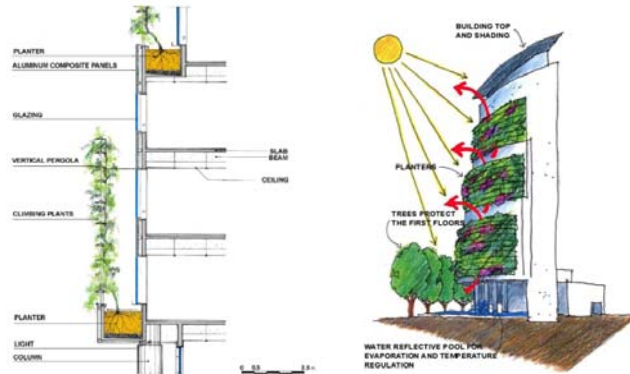 PLANTER
ALUMINUM COMPOSITE PANELS
GLAZING
SLAB
BEAM
VERTICAL PERGOLA
CEILING
CLIMBING PLANTS
PLANTER
LIGHT
COLUMN
BUILDING TOP
AND SHADING
PLANTERS
TREES PROTECT
THE FIRST FLOORS
WATER REFLECTIVE POOL FOR
EVAPORATION AND TEMPERATURE
REGULATION